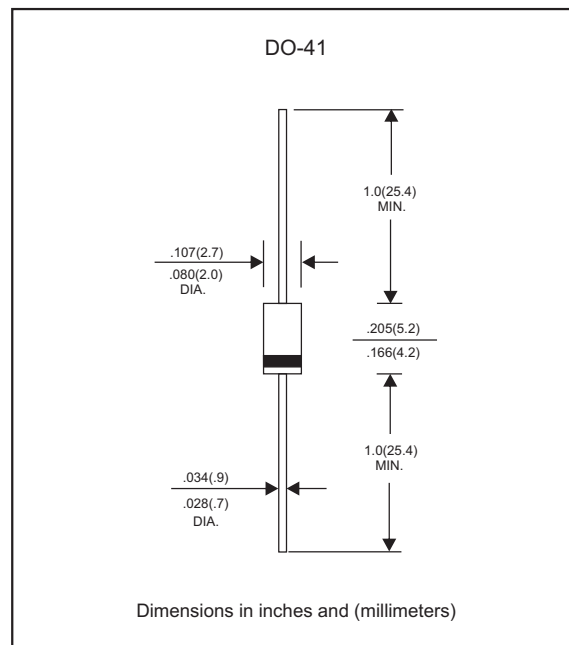 DO-41
1.0(25.4)
MIN.
.107(2.7)
.080(2.0)
DIA.
.205(5.2)
.166(4.2)
1.0(25.4)
MIN.
.034(.9)
.028(.7)
DIA.
Dimensions in inches and (millimeters)